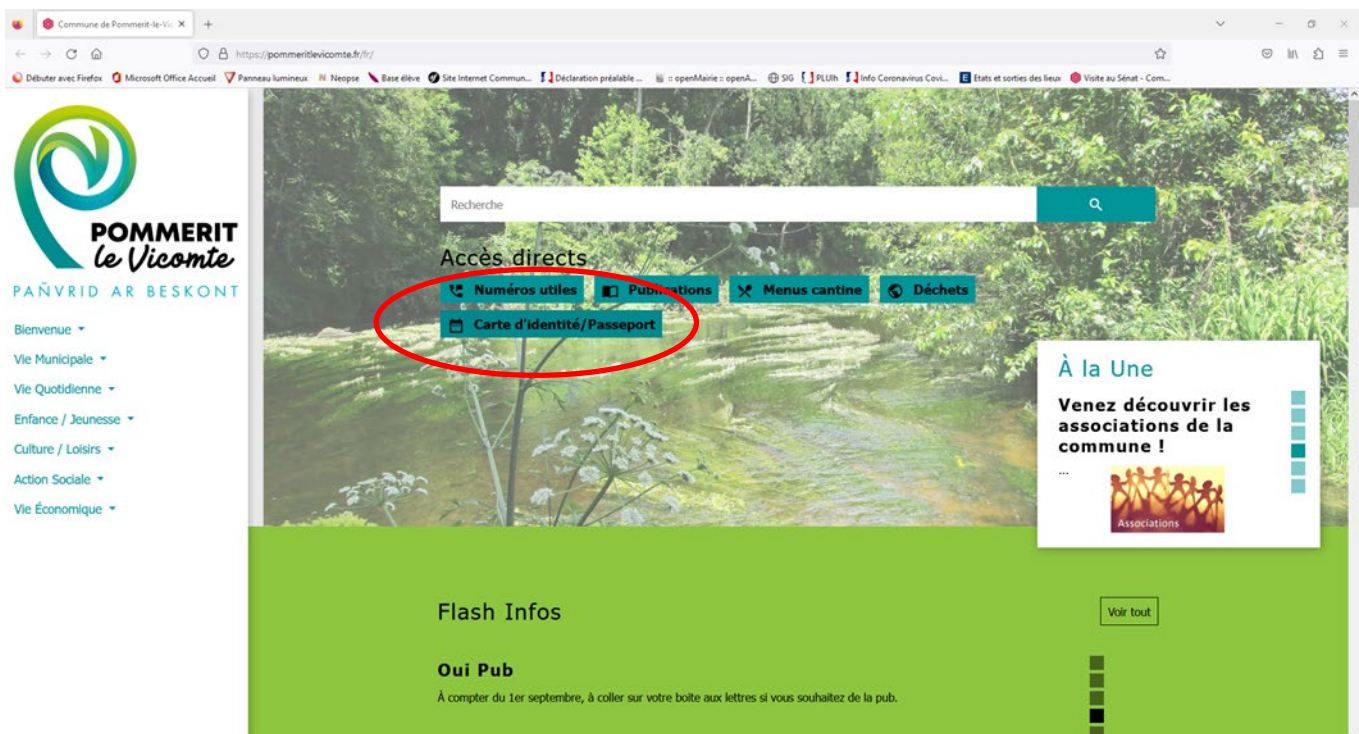 Commune de Pommerit-le-Vic
https://pommeritlevicomte.fr/fr/
Débuter avec Firefox Microsoft Office Accueil Panneau lumineux Neopse Base élève Site Internet Commun... Déclaration préalable ... :: openMairie :: openA... SIG PLUIh Info Coronavirus Covi... Etats et sorties des lieux Visite au Sénat - Com...
POMMERIT
le Vicomte
PAÑVRID AR BESKONT
Bienvenue
Vie Municipale
Vie Quotidienne
Enfance / Jeunesse
Culture / Loisirs
Action Sociale
Vie Économique
Recherche
Accès directs
Numéros utiles Publications Menus cantine Déchets
Carte d'identité/Passeport
À la Une
Venez découvrir les
associations de la
commune !
...
Associations
Flash Infos
Voir tout
Oui Pub
À compter du 1er septembre, à coller sur votre boite aux lettres si vous souhaitez de la pub.